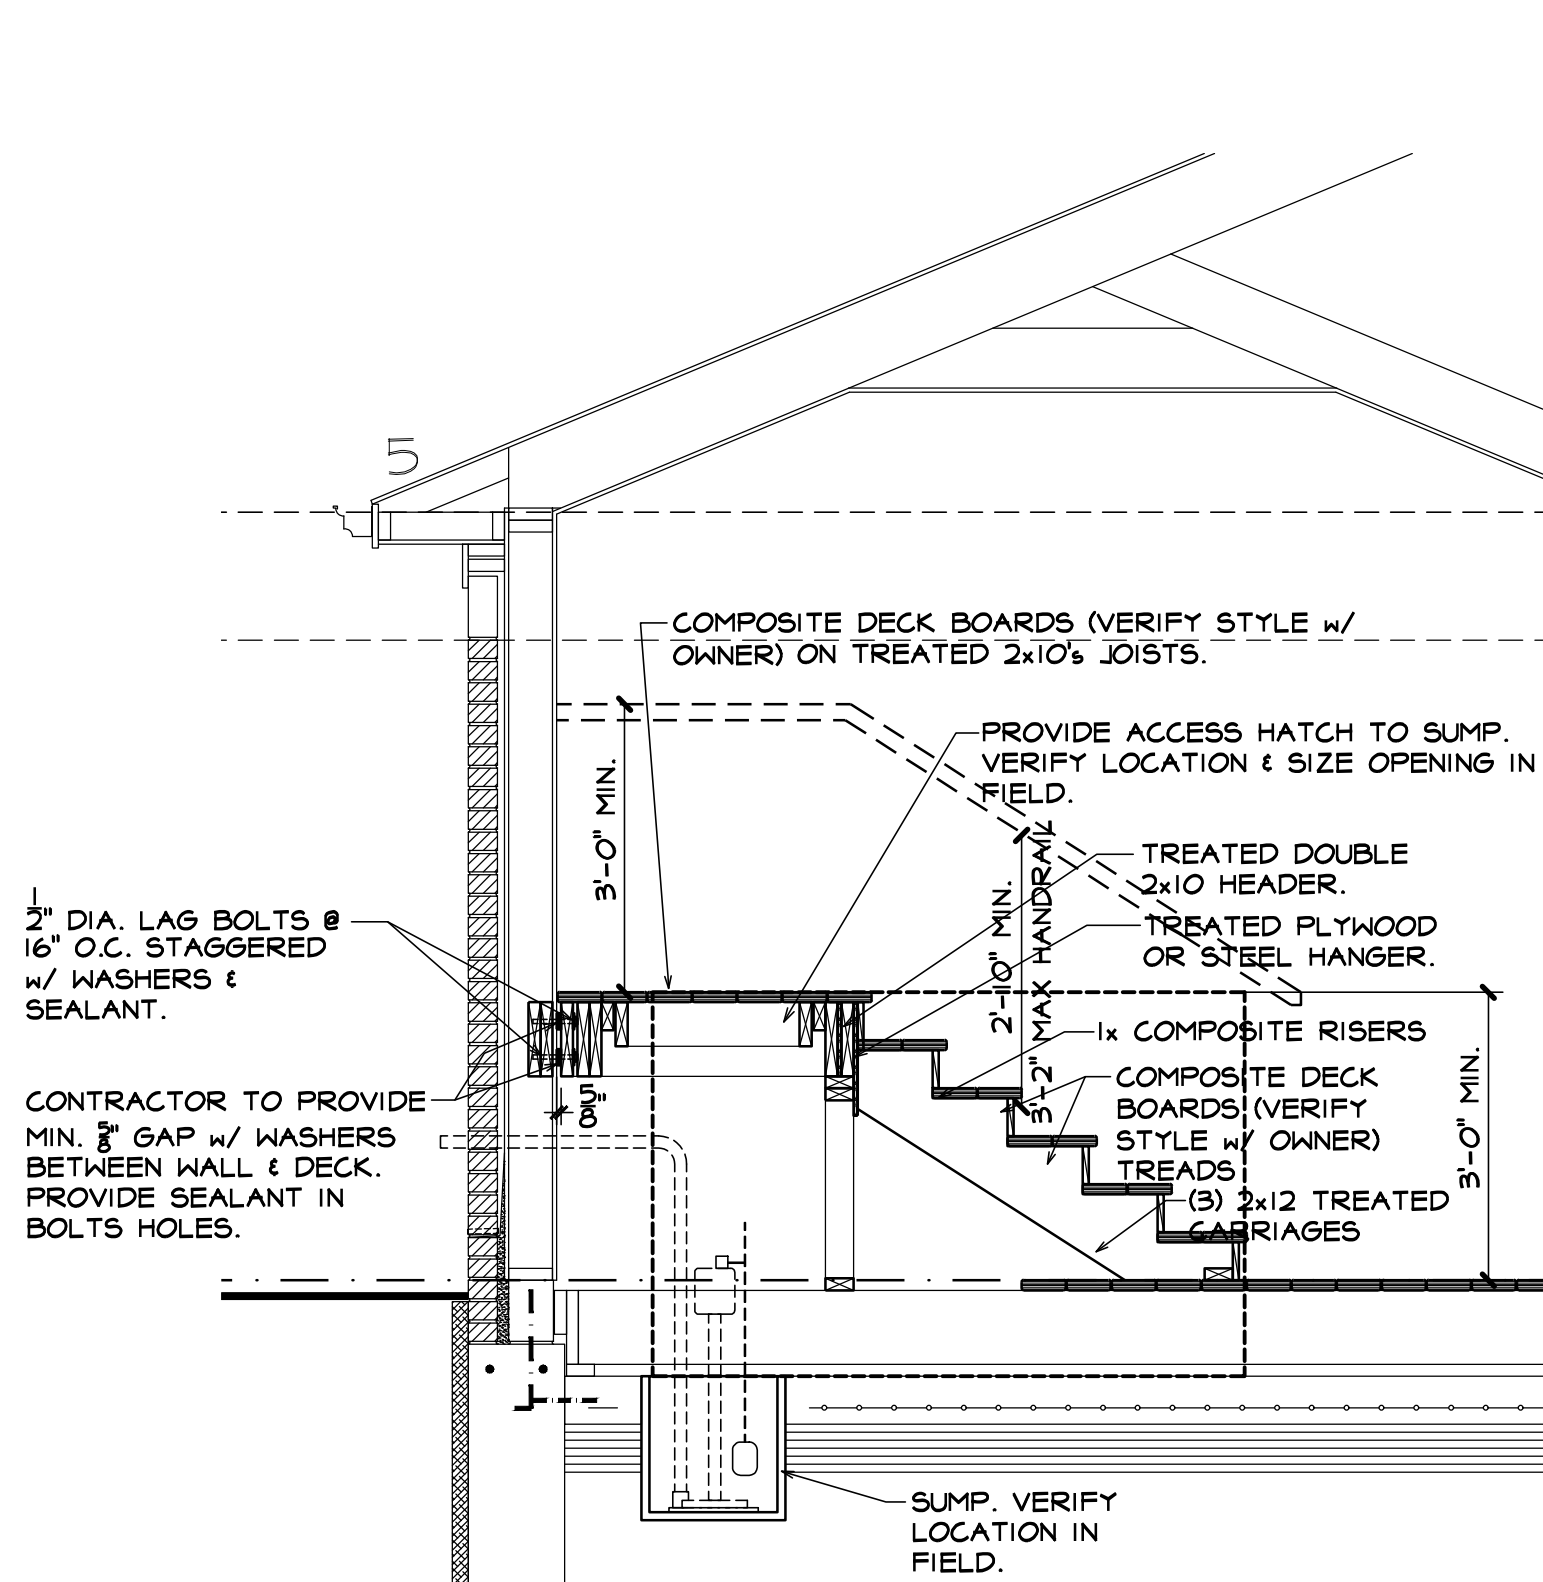 5
COMPOSITE DECK BOARDS (VERIFY STYLE w/
OWNER) ON TREATED 2x10's JOISTS.
PROVIDE ACCESS HATCH TO SUMP.
VERIFY LOCATION & SIZE OPENING IN
FIELD.
3'-0" MIN.
TREATED DOUBLE
2x10 HEADER.
TREATED PLYWOOD
OR STEEL HANGER.
2'-10" MIN.
3'-2" MAX HANDRAIL
1/2" DIA. LAG BOLTS @
16" O.C. STAGGERED
w/ WASHERS &
SEALANT.
1x COMPOSITE RISERS
COMPOSITE DECK
BOARDS (VERIFY
STYLE w/ OWNER)
TREADS
3'-0" MIN.
(3) 2x12 TREATED
CARRIAGES
5/8"
CONTRACTOR TO PROVIDE
MIN. 5/8" GAP w/ WASHERS
BETWEEN WALL & DECK.
PROVIDE SEALANT IN
BOLTS HOLES.
SUMP. VERIFY
LOCATION IN
FIELD.